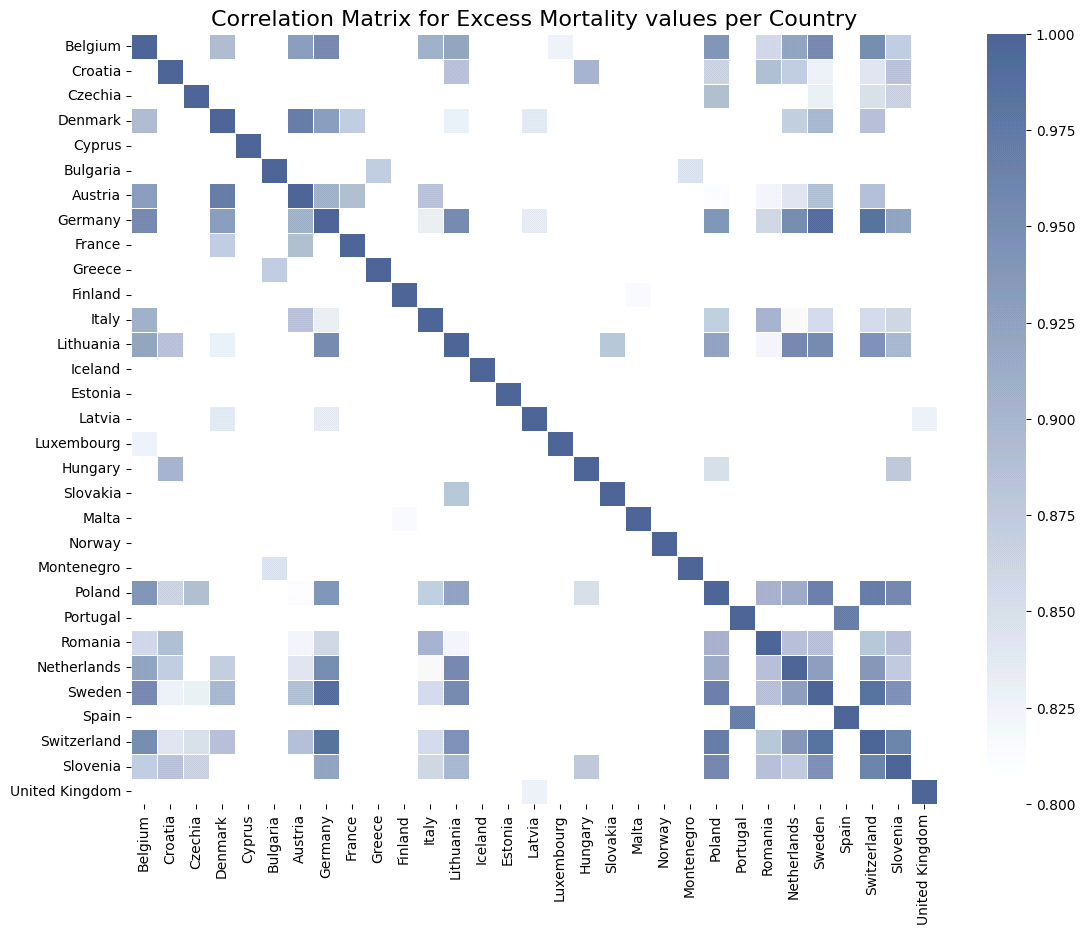 Correlation Matrix for Excess Mortality values per Country
Belgium
Croatia
Czechia
Denmark
Cyprus
Bulgaria
Austria
Germany
France
Greece
Finland
Italy
Lithuania
Iceland
Estonia
Latvia
Luxembourg
Hungary
Slovakia
Malta
Norway
Montenegro
Poland
Portugal
Romania
Netherlands
Sweden
Spain
Switzerland
Slovenia
United Kingdom
Belgium
Croatia
Czechia
Denmark
Cyprus
Bulgaria
Austria
Germany
France
Greece
Finland
Italy
Lithuania
Iceland
Estonia
Latvia
Luxembourg
Hungary
Slovakia
Malta
Norway
Montenegro
Poland
Portugal
Romania
Netherlands
Sweden
Spain
Switzerland
Slovenia
United Kingdom
1.000
0.975
0.950
0.925
0.900
0.875
0.850
0.825
0.800